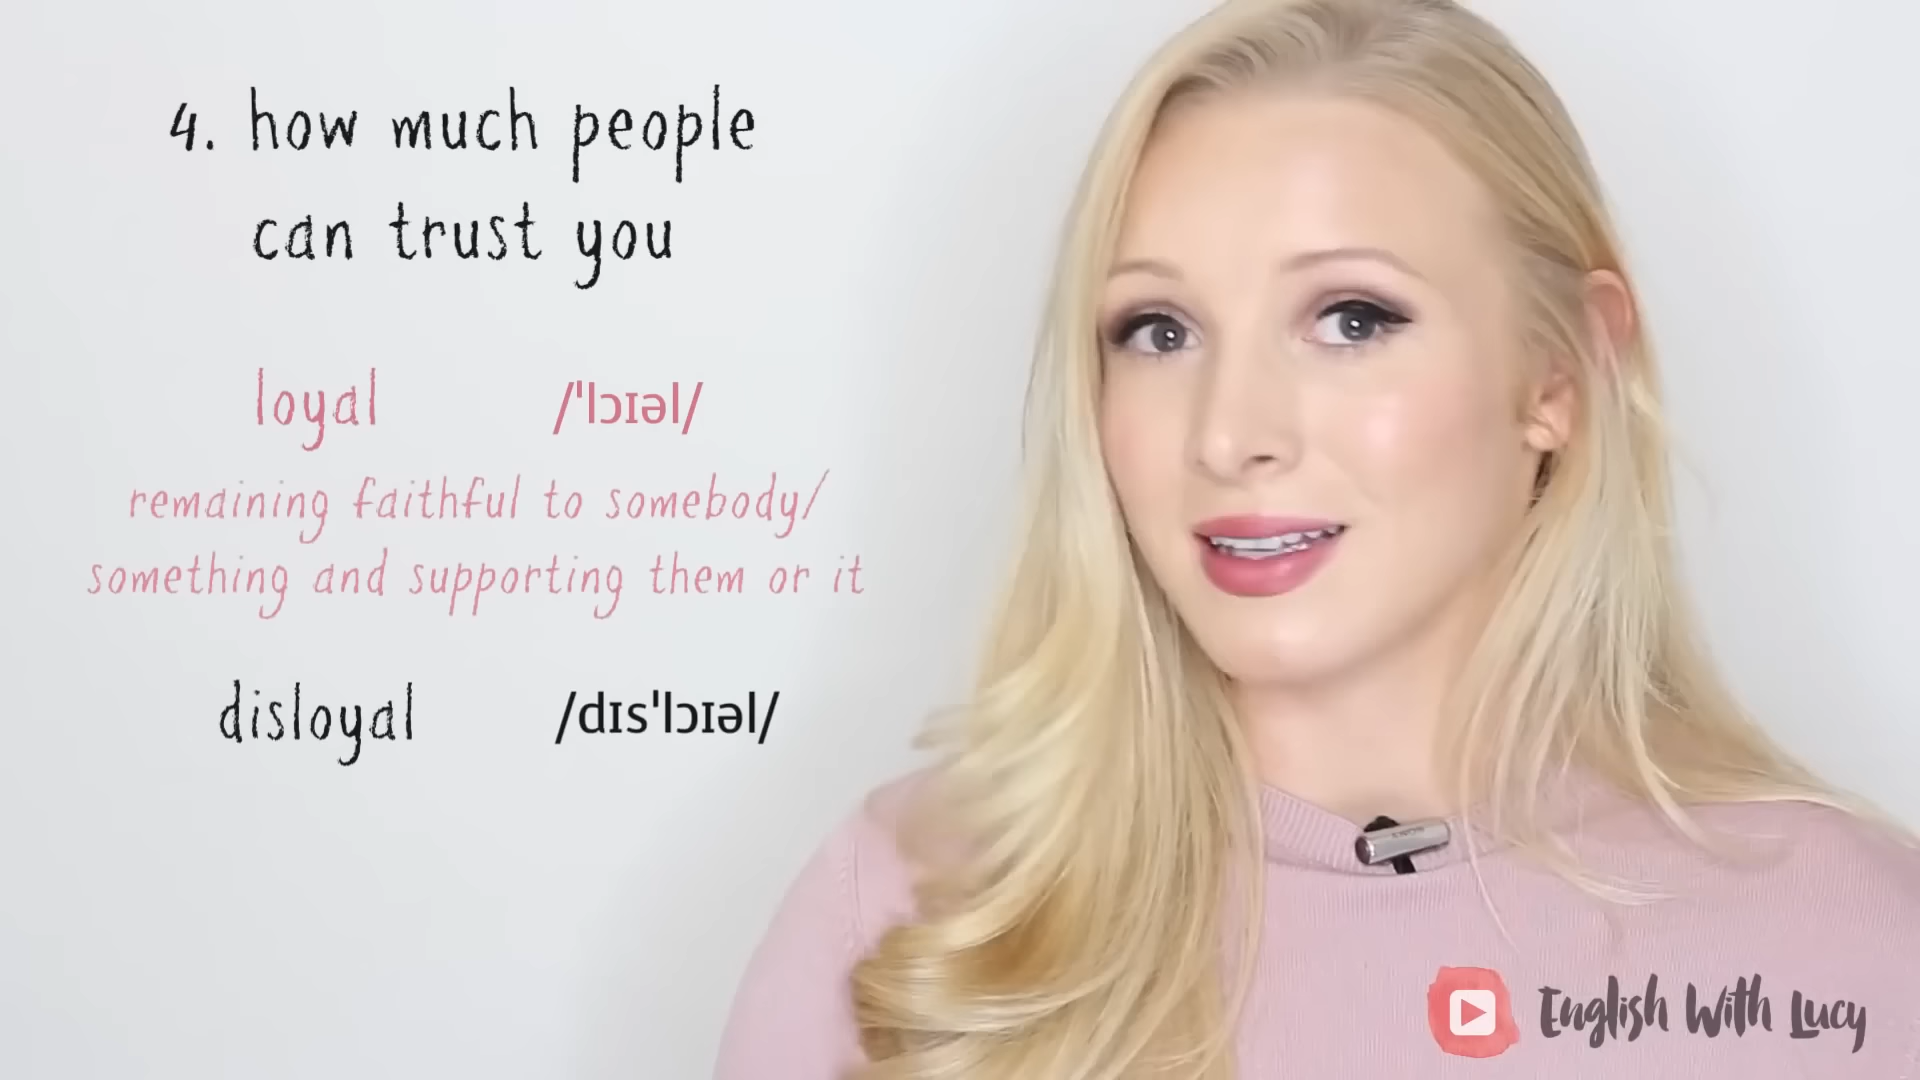 4. how much people
can trust you
loyal /ˈlɔɪəl/
remaining faithful to somebody/
something and supporting them or it
disloyal /dɪsˈlɔɪəl/
SONY
English With Lucy